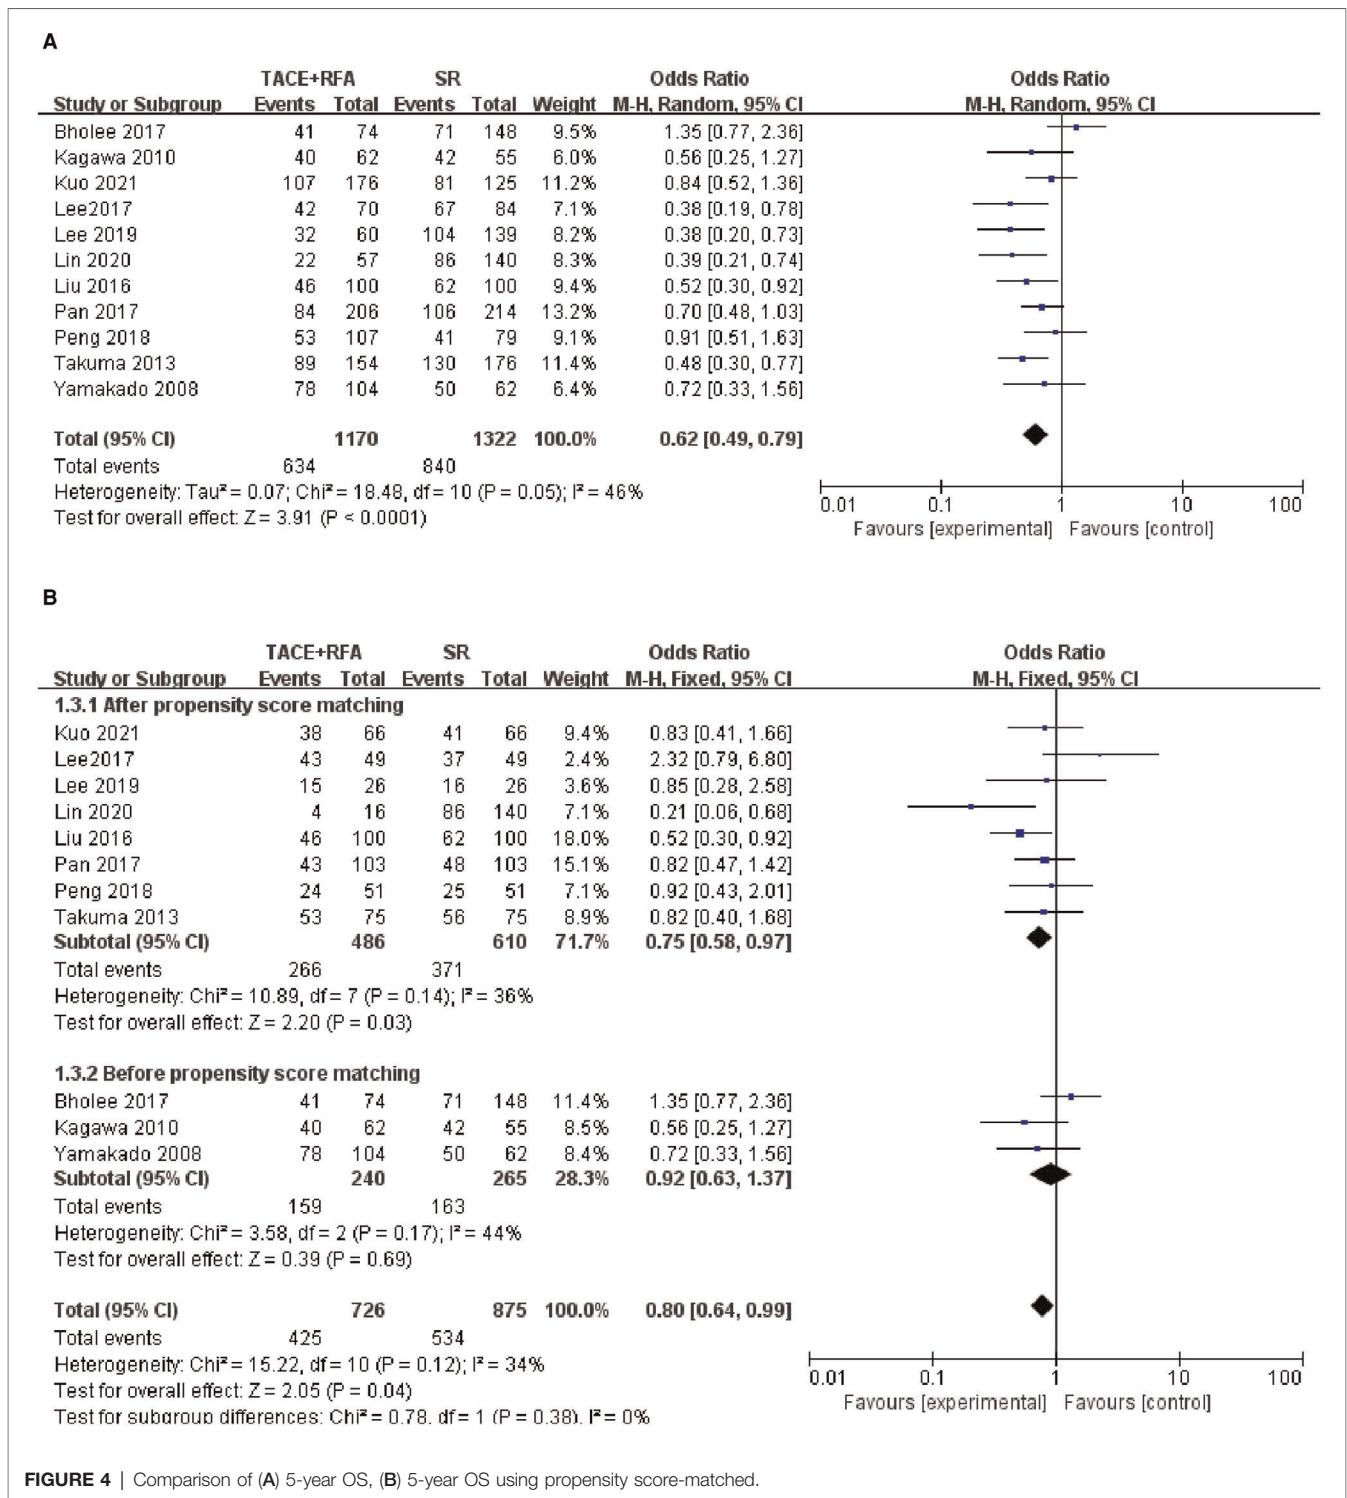 A
TACE+RFA SR Odds Ratio Odds Ratio
Study or Subgroup Events Total Events Total Weight M-H, Random, 95% CI M-H, Random, 95% CI
Bholee 2017 41 74 71 148 9.5% 1.35 [0.77, 2.36]
Kagawa 2010 40 62 42 55 6.0% 0.56 [0.25, 1.27]
Kuo 2021 107 176 81 125 11.2% 0.84 [0.52, 1.36]
Lee2017 42 70 67 84 7.1% 0.38 [0.19, 0.78]
Lee 2019 32 60 104 139 8.2% 0.38 [0.20, 0.73]
Lin 2020 22 57 86 140 8.3% 0.39 [0.21, 0.74]
Liu 2016 46 100 62 100 9.4% 0.52 [0.30, 0.92]
Pan 2017 84 206 106 214 13.2% 0.70 [0.48, 1.03]
Peng 2018 53 107 41 79 9.1% 0.91 [0.51, 1.63]
Takuma 2013 89 154 130 176 11.4% 0.48 [0.30, 0.77]
Yamakado 2008 78 104 50 62 6.4% 0.72 [0.33, 1.56]
Total (95% CI) 1170 1322 100.0% 0.62 [0.49, 0.79]
Total events 634 840
Heterogeneity: Tau² = 0.07; Chi² = 18.48, df = 10 (P = 0.05); I² = 46%
Test for overall effect: Z = 3.91 (P < 0.0001)
0.01 0.1 1 10 100
Favours [experimental] Favours [control]
B
TACE+RFA SR Odds Ratio Odds Ratio
Study or Subgroup Events Total Events Total Weight M-H, Fixed, 95% CI M-H, Fixed, 95% CI
1.3.1 After propensity score matching
Kuo 2021 38 66 41 66 9.4% 0.83 [0.41, 1.66]
Lee2017 43 49 37 49 2.4% 2.32 [0.79, 6.80]
Lee 2019 15 26 16 26 3.6% 0.85 [0.28, 2.58]
Lin 2020 4 16 86 140 7.1% 0.21 [0.06, 0.68]
Liu 2016 46 100 62 100 18.0% 0.52 [0.30, 0.92]
Pan 2017 43 103 48 103 15.1% 0.82 [0.47, 1.42]
Peng 2018 24 51 25 51 7.1% 0.92 [0.43, 2.01]
Takuma 2013 53 75 56 75 8.9% 0.82 [0.40, 1.68]
Subtotal (95% CI) 486 610 71.7% 0.75 [0.58, 0.97]
Total events 266 371
Heterogeneity: Chi² = 10.89, df = 7 (P = 0.14); I² = 36%
Test for overall effect: Z = 2.20 (P = 0.03)
1.3.2 Before propensity score matching
Bholee 2017 41 74 71 148 11.4% 1.35 [0.77, 2.36]
Kagawa 2010 40 62 42 55 8.5% 0.56 [0.25, 1.27]
Yamakado 2008 78 104 50 62 8.4% 0.72 [0.33, 1.56]
Subtotal (95% CI) 240 265 28.3% 0.92 [0.63, 1.37]
Total events 159 163
Heterogeneity: Chi² = 3.58, df = 2 (P = 0.17); I² = 44%
Test for overall effect: Z = 0.39 (P = 0.69)
Total (95% CI) 726 875 100.0% 0.80 [0.64, 0.99]
Total events 425 534
Heterogeneity: Chi² = 15.22, df = 10 (P = 0.12); I² = 34%
Test for overall effect: Z = 2.05 (P = 0.04)
Test for subgroup differences: Chi² = 0.78, df = 1 (P = 0.38), I² = 0%
0.01 0.1 1 10 100
Favours [experimental] Favours [control]
FIGURE 4 | Comparison of (A) 5-year OS, (B) 5-year OS using propensity score-matched.